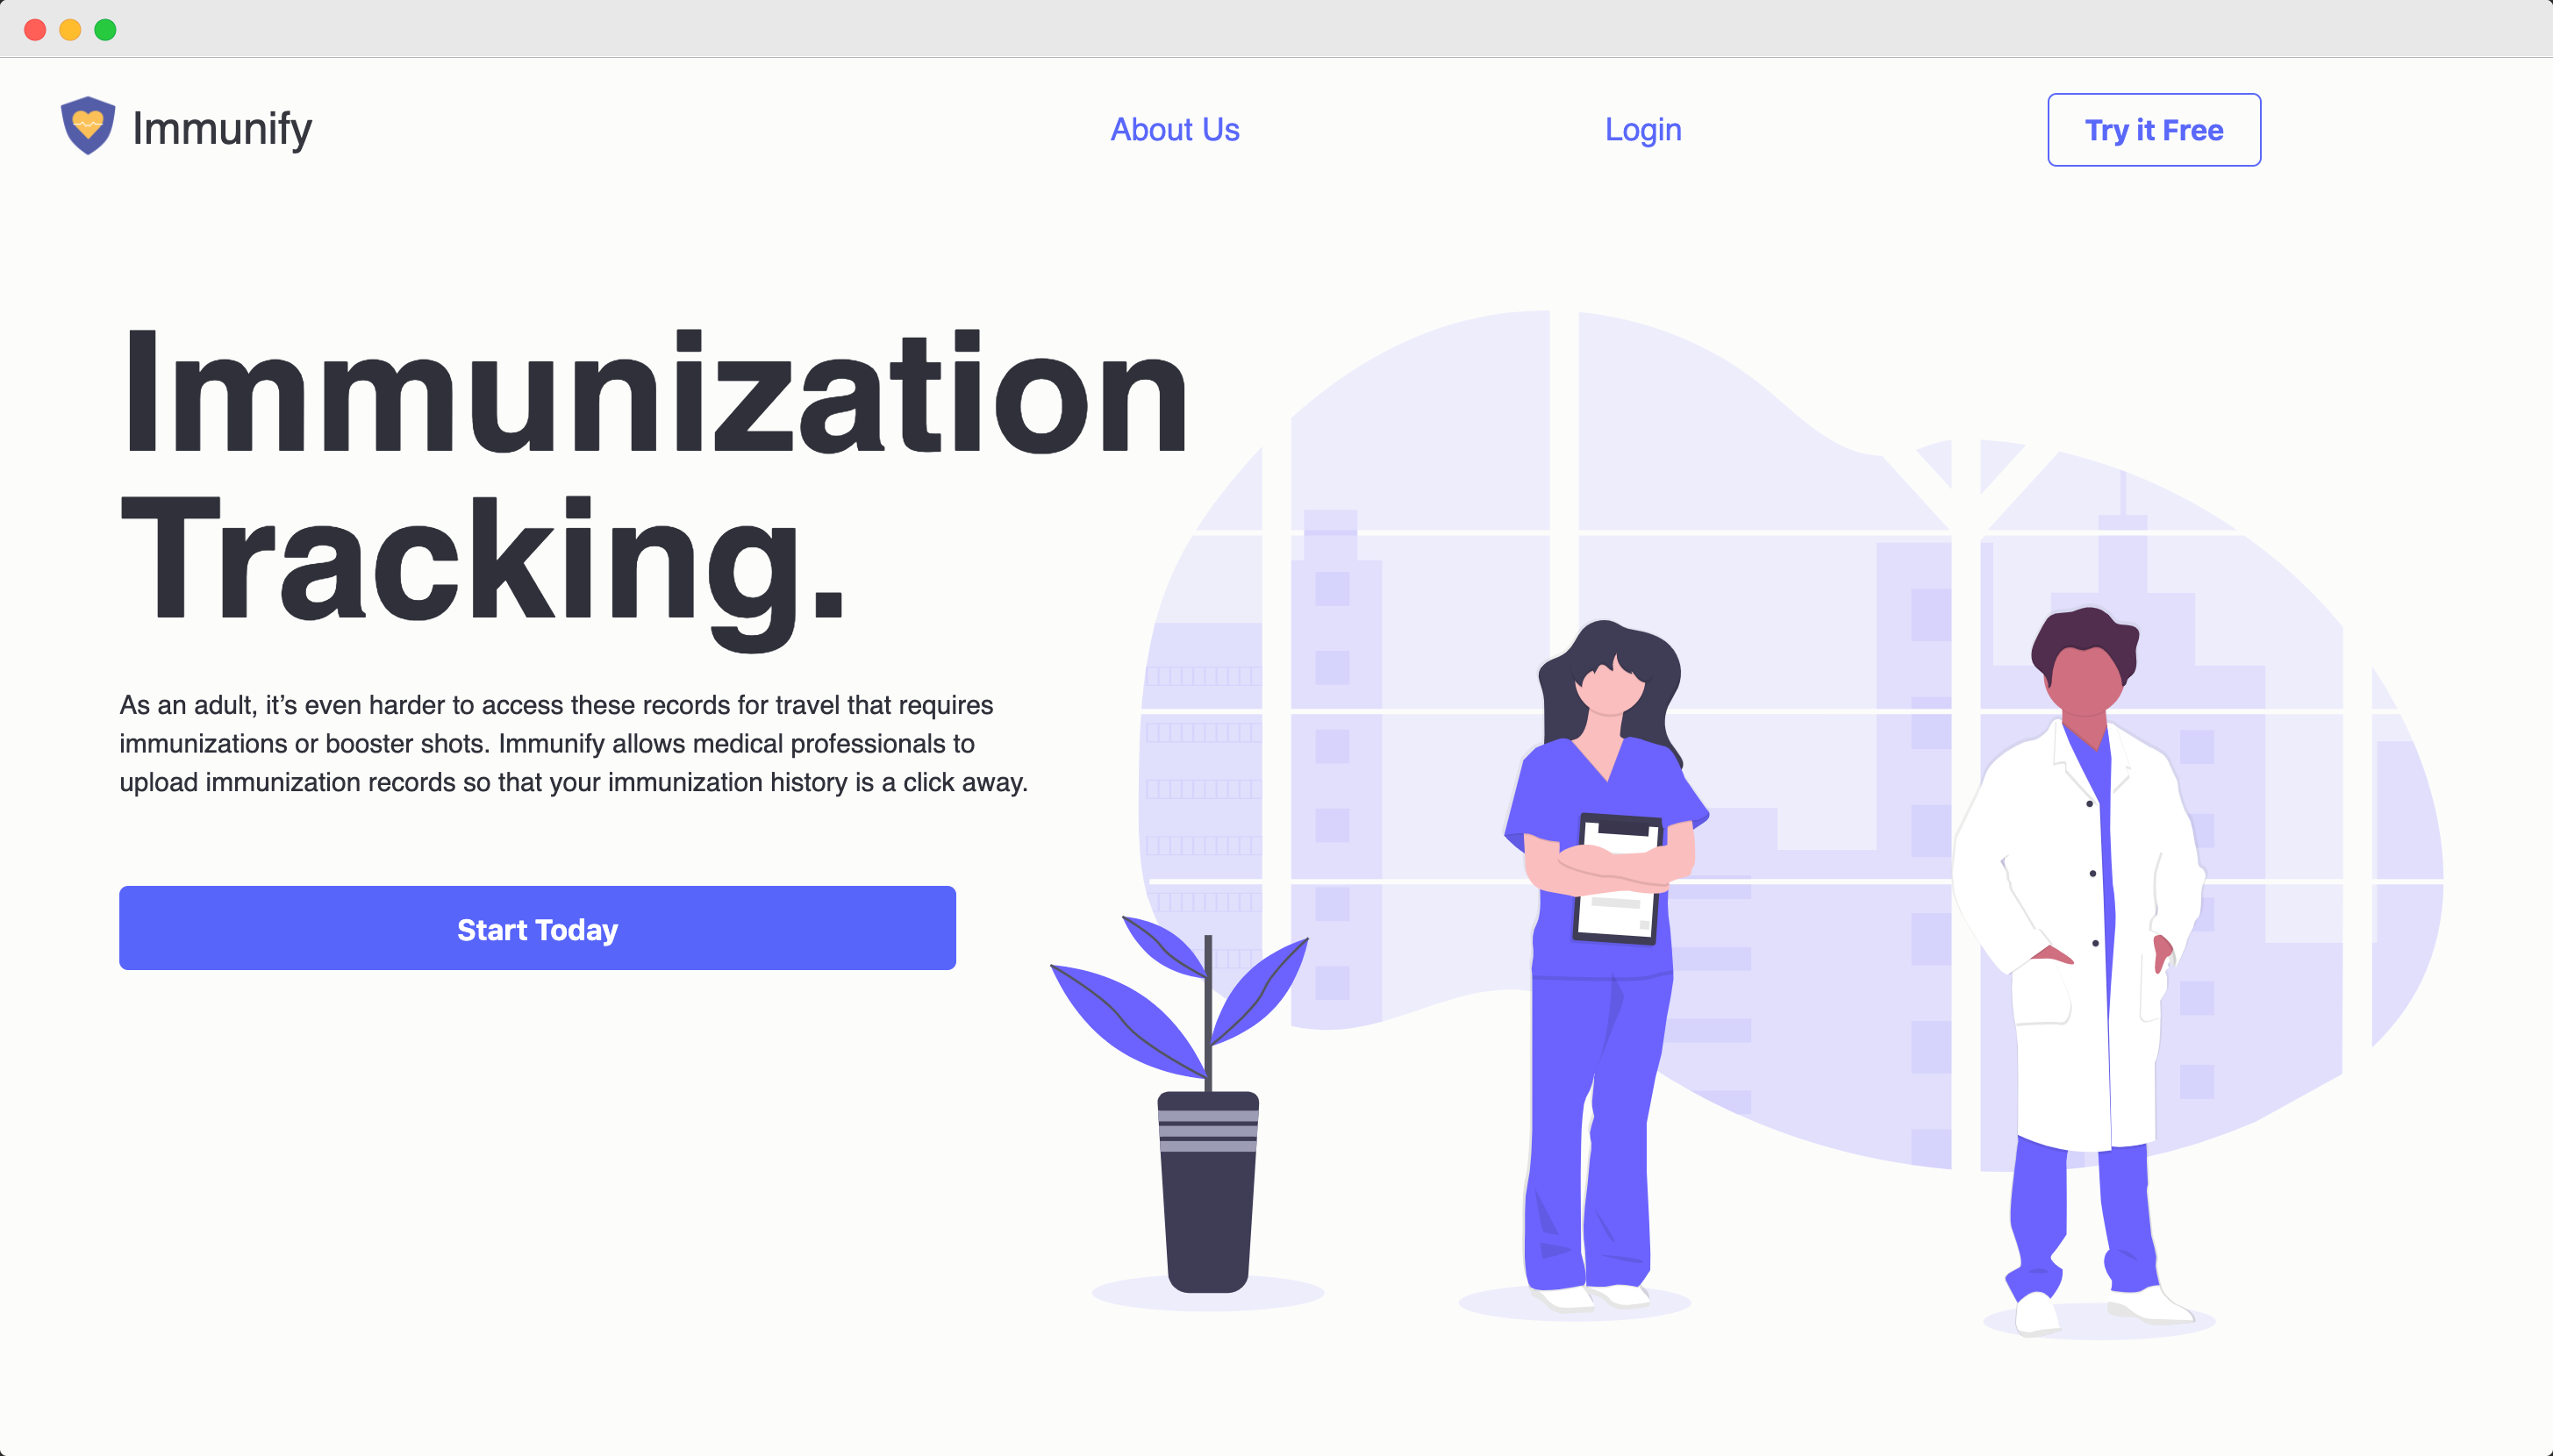 Immunify
About Us
Login
Try it Free
Immunization
Tracking.
As an adult, it’s even harder to access these records for travel that requires
immunizations or booster shots. Immunify allows medical professionals to
upload immunization records so that your immunization history is a click away.
Start Today